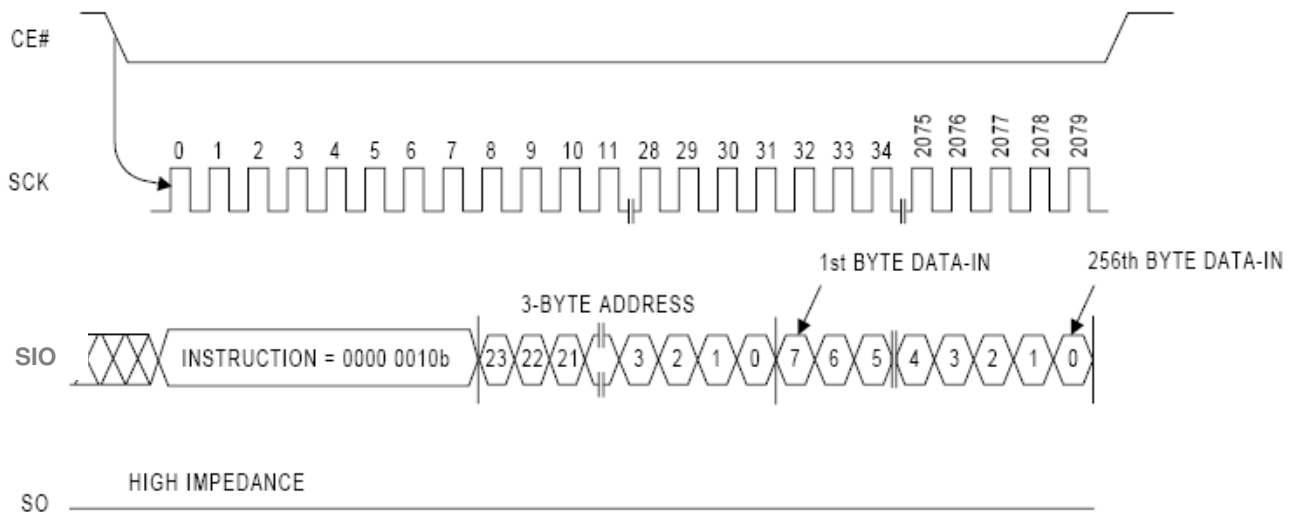 CE#
2075 2076 2077 2078 2079
0 1 2 3 4 5 6 7 8 9 10 11 28 29 30 31 32 33 34
SCK
1st BYTE DATA-IN 256th BYTE DATA-IN
3-BYTE ADDRESS
SIO INSTRUCTION = 0000 0010b 23 22 21 3 2 1 0 7 6 5 4 3 2 1 0
HIGH IMPEDANCE
SO